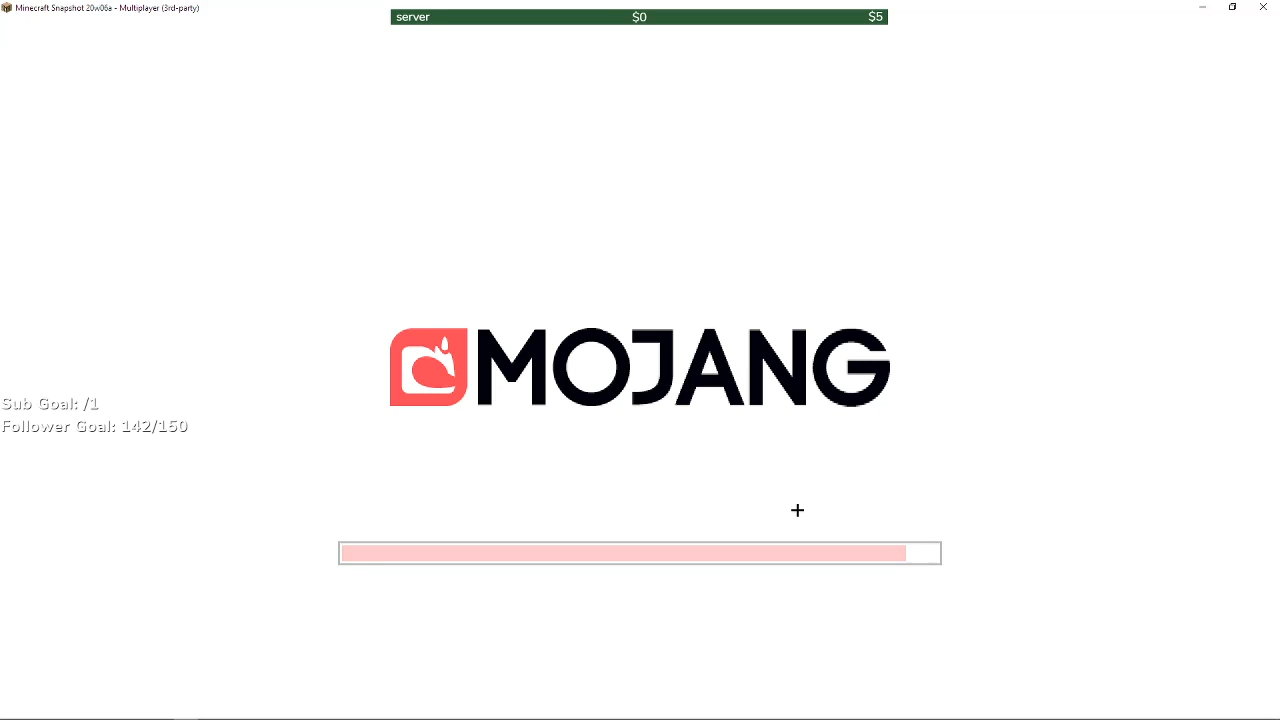 Minecraft Snapshot 20w06a - Multiplayer (3rd-party)
server $0 $5
MOJANG
Sub Goal: /1
Follower Goal: 142/150